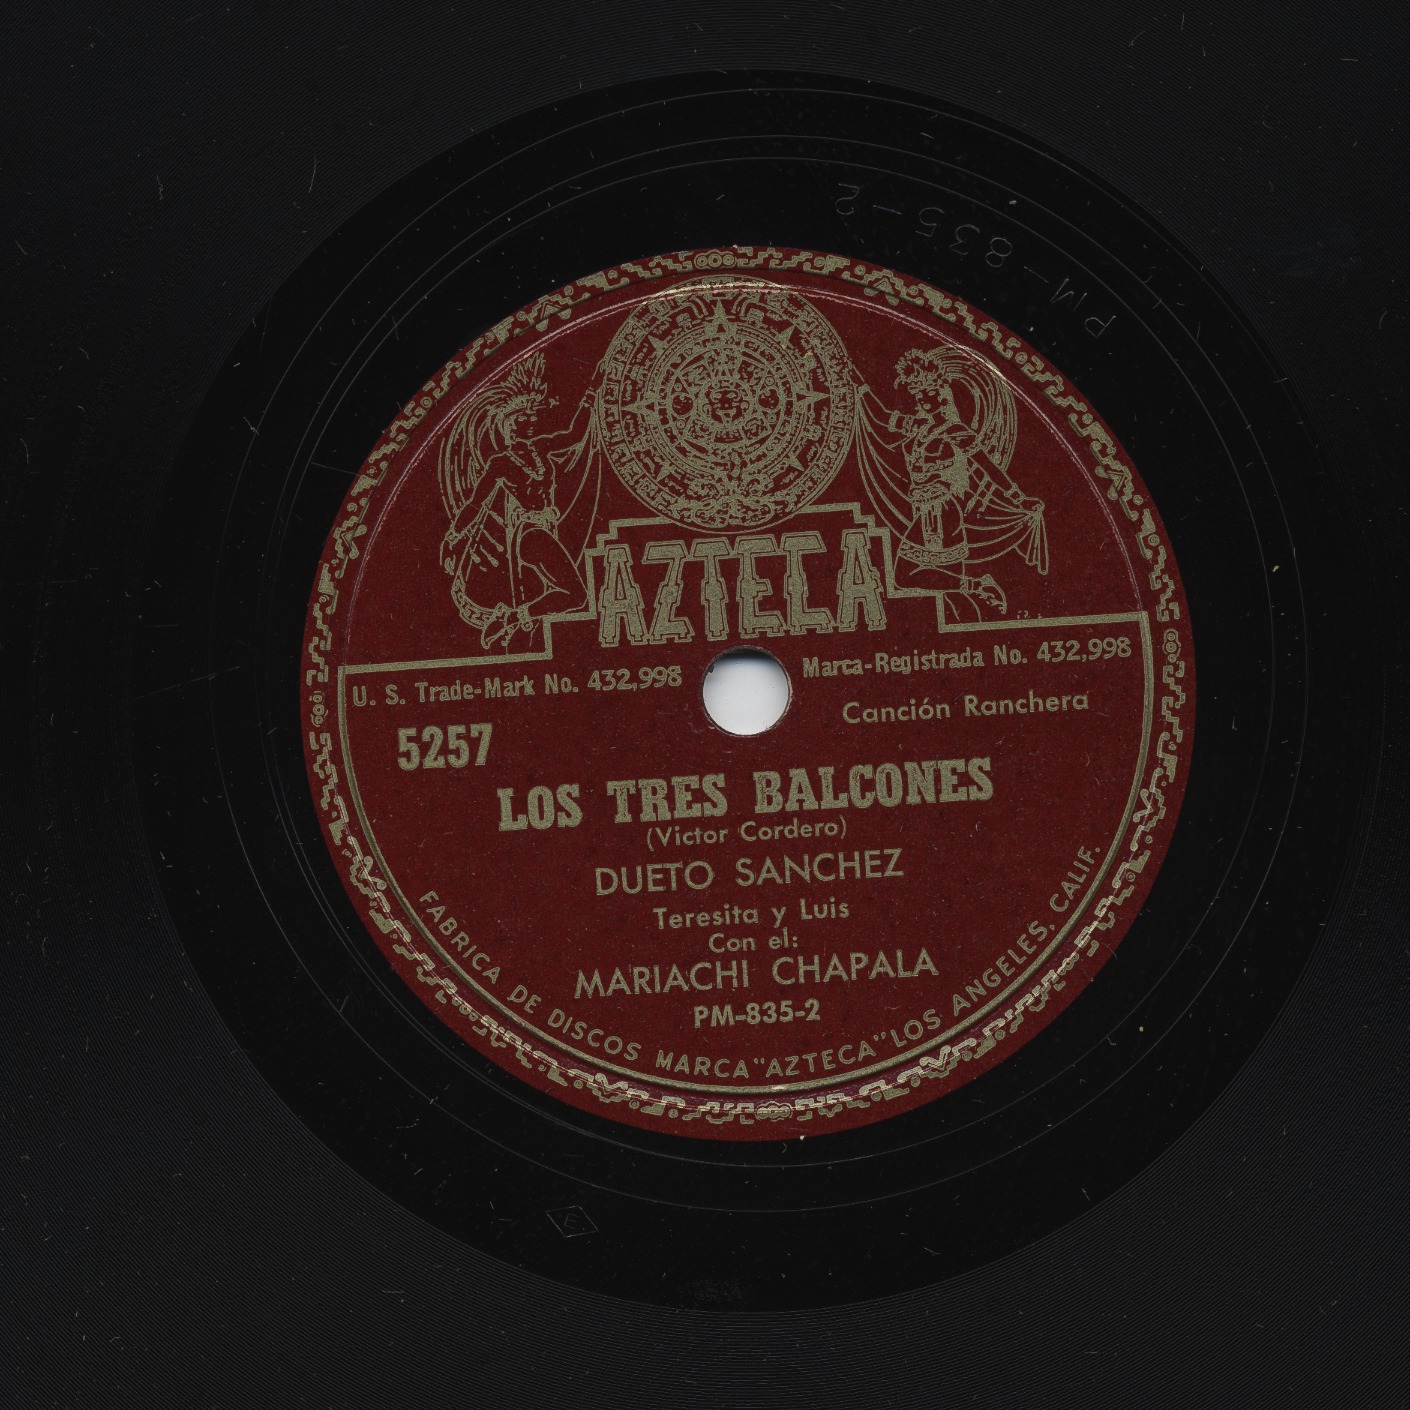 AZTECA
U. S. Trade-Mark No. 432,998
Marca-Registrada No. 432,998
Canción Ranchera
5257
LOS TRES BALCONES
(Victor Cordero)
DUETO SANCHEZ
Teresita y Luis
Con el:
MARIACHI CHAPALA
PM-835-2
FABRICA DE DISCOS MARCA "AZTECA" LOS ANGELES, CALIF.
PM-835-2
E